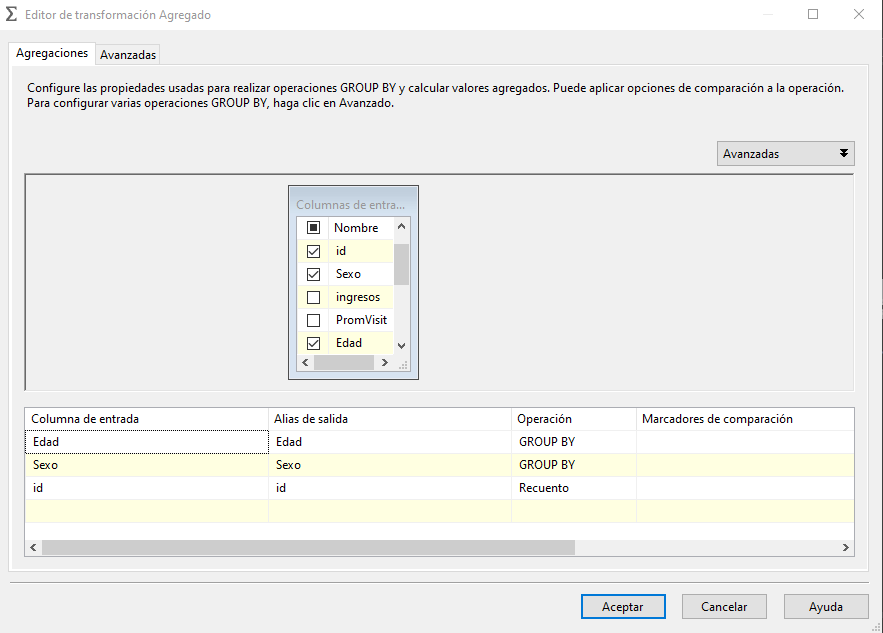 Editor de transformación Agregado
Agregaciones
Avanzadas
Configure las propiedades usadas para realizar operaciones GROUP BY y calcular valores agregados. Puede aplicar opciones de comparación a la operación.
Para configurar varias operaciones GROUP BY, haga clic en Avanzado.
Avanzadas
Columnas de entra...
Nombre
id
Sexo
ingresos
PromVisit
Edad
Columna de entrada Alias de salida Operación Marcadores de comparación
Edad Edad GROUP BY
Sexo Sexo GROUP BY
id id Recuento
Aceptar Cancelar Ayuda